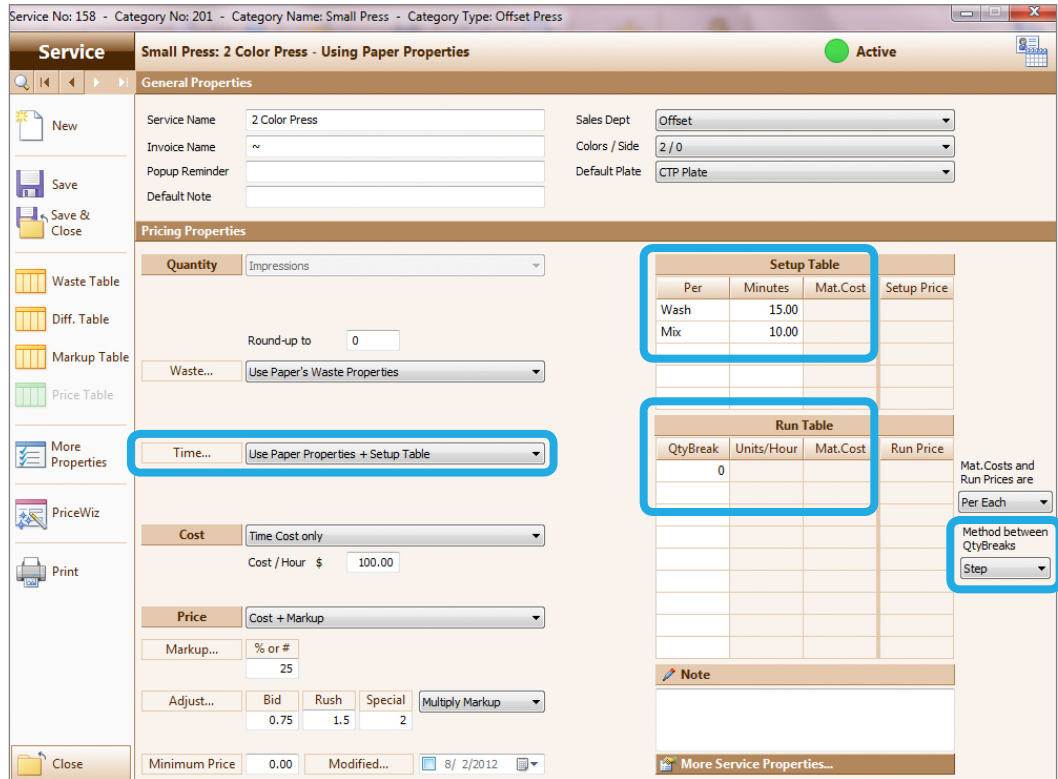 Service No: 158 - Category No: 201 - Category Name: Small Press - Category Type: Offset Press
Service
Small Press: 2 Color Press - Using Paper Properties
Active
General Properties
New
Save
Save &
Close
Waste Table
Diff. Table
Markup Table
Price Table
More
Properties
PriceWiz
Print
Close
Service Name 2 Color Press
Invoice Name ~
Popup Reminder
Default Note
Sales Dept Offset
Colors / Side 2 / 0
Default Plate CTP Plate
Pricing Properties
Quantity Impressions
Round-up to 0
Waste... Use Paper's Waste Properties
Time... Use Paper Properties + Setup Table
Cost Time Cost only
Cost / Hour $ 100.00
Price Cost + Markup
Markup... % or #
25
Adjust... Bid Rush Special Multiply Markup
0.75 1.5 2
Minimum Price 0.00 Modified... 8/ 2/2012
Setup Table
Per Minutes Mat.Cost Setup Price
Wash 15.00
Mix 10.00
Run Table
QtyBreak Units/Hour Mat.Cost Run Price
0
Mat.Costs and
Run Prices are
Per Each
Method between
QtyBreaks
Step
Note
More Service Properties...